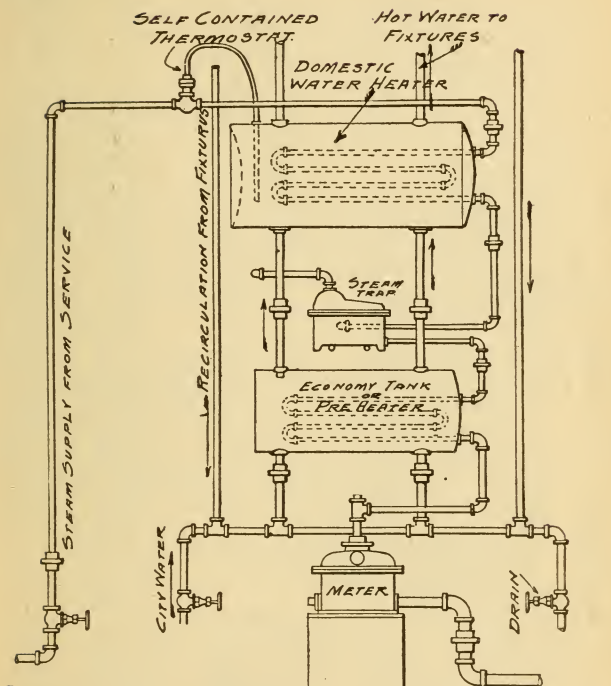 SELF CONTAINED
THERMOSTAT.
HOT WATER TO
FIXTURES
DOMESTIC
WATER HEATER
STEAM SUPPLY FROM SERVICE
RECIRCULATION FROM FIXTURUS
STEAM
TRAP
ECONOMY TANK
OR
PRE HEATER
CITY WATER
METER
DRAIN